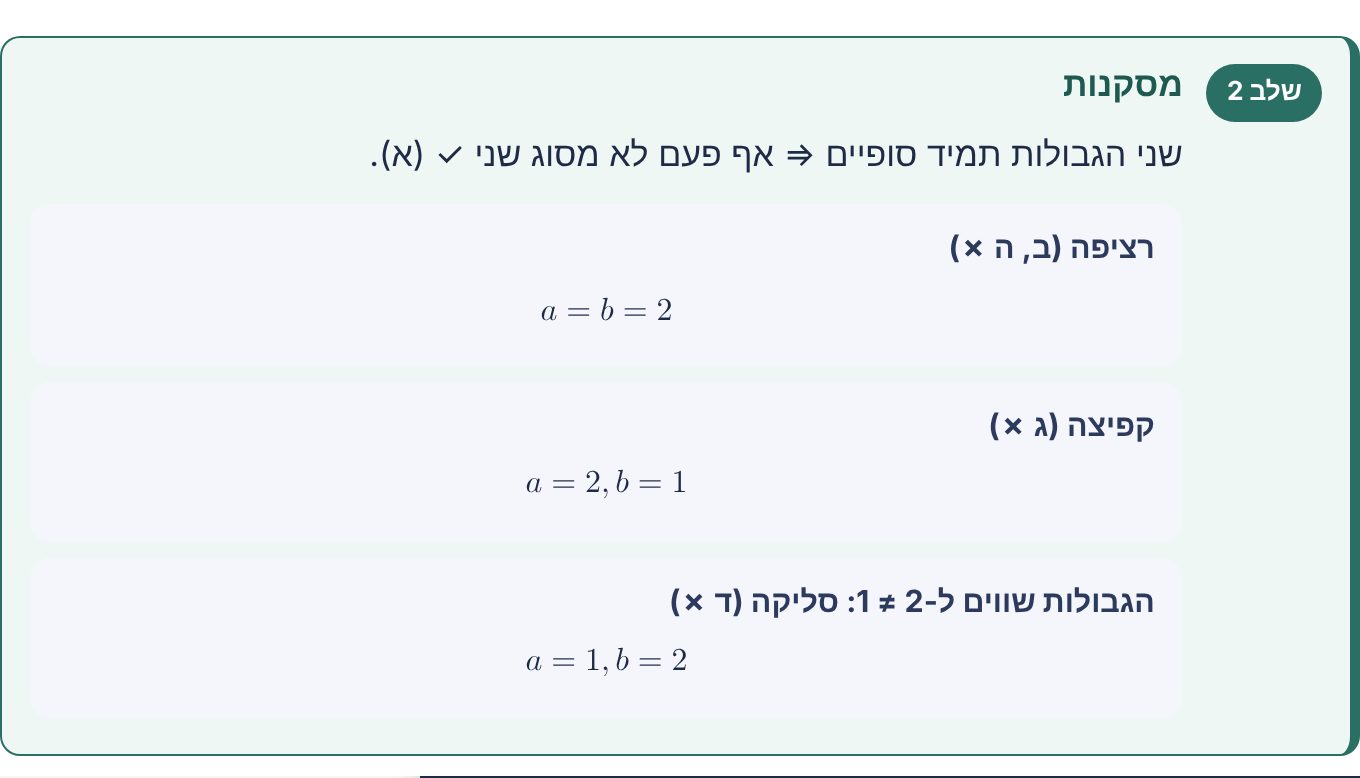 שלב 2
מסקנות
שני הגבולות תמיד סופיים ⇐ אף פעם לא מסוג שני ✓ (א).
רציפה (ב, ה ×)
a = b = 2
קפיצה (ג ×)
a = 2, b = 1
הגבולות שווים ל-2 ≠ 1: סליקה (ד ×)
a = 1, b = 2